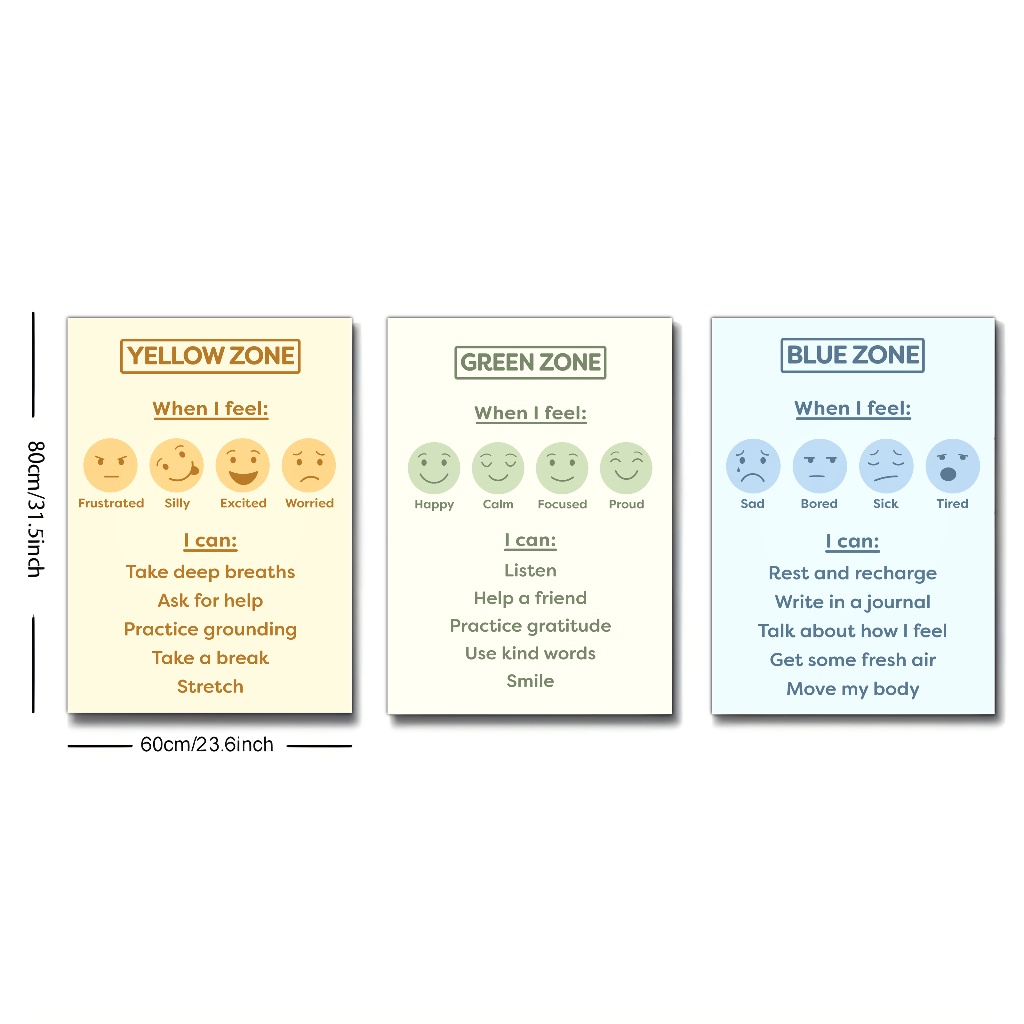 80cm/31.5inch
YELLOW ZONE
When I feel:
Frustrated Silly Excited Worried
I can:
Take deep breaths
Ask for help
Practice grounding
Take a break
Stretch
60cm/23.6inch
GREEN ZONE
When I feel:
Happy Calm Focused Proud
I can:
Listen
Help a friend
Practice gratitude
Use kind words
Smile
BLUE ZONE
When I feel:
Sad Bored Sick Tired
I can:
Rest and recharge
Write in a journal
Talk about how I feel
Get some fresh air
Move my body